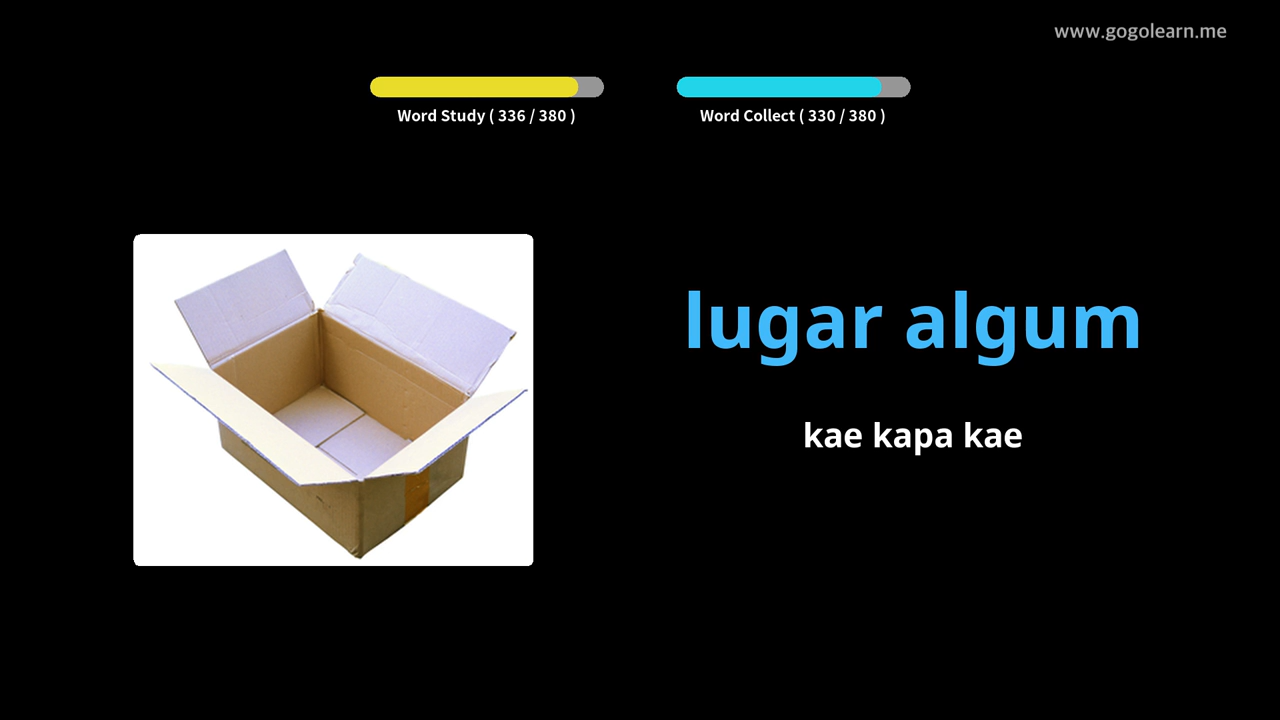 www.gogolearn.me
Word Study ( 336 / 380 )
Word Collect ( 330 / 380 )
lugar algum
kae kapa kae